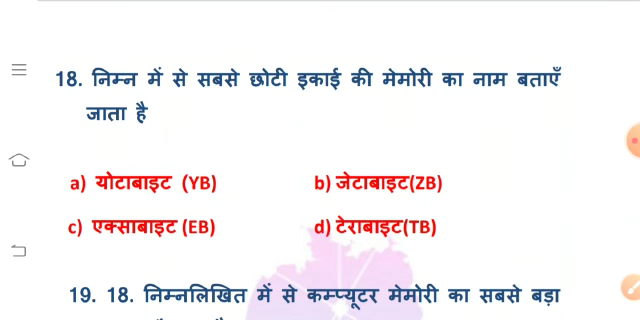 18. निम्न में से सबसे छोटी इकाई की मेमोरी का नाम बताएँ
जाता है
a) योटाबाइट (YB) b) जेटाबाइट(ZB)
c) एक्साबाइट (EB) d) टेराबाइट(TB)
19. 18. निम्नलिखित में से कम्प्यूटर मेमोरी का सबसे बड़ा